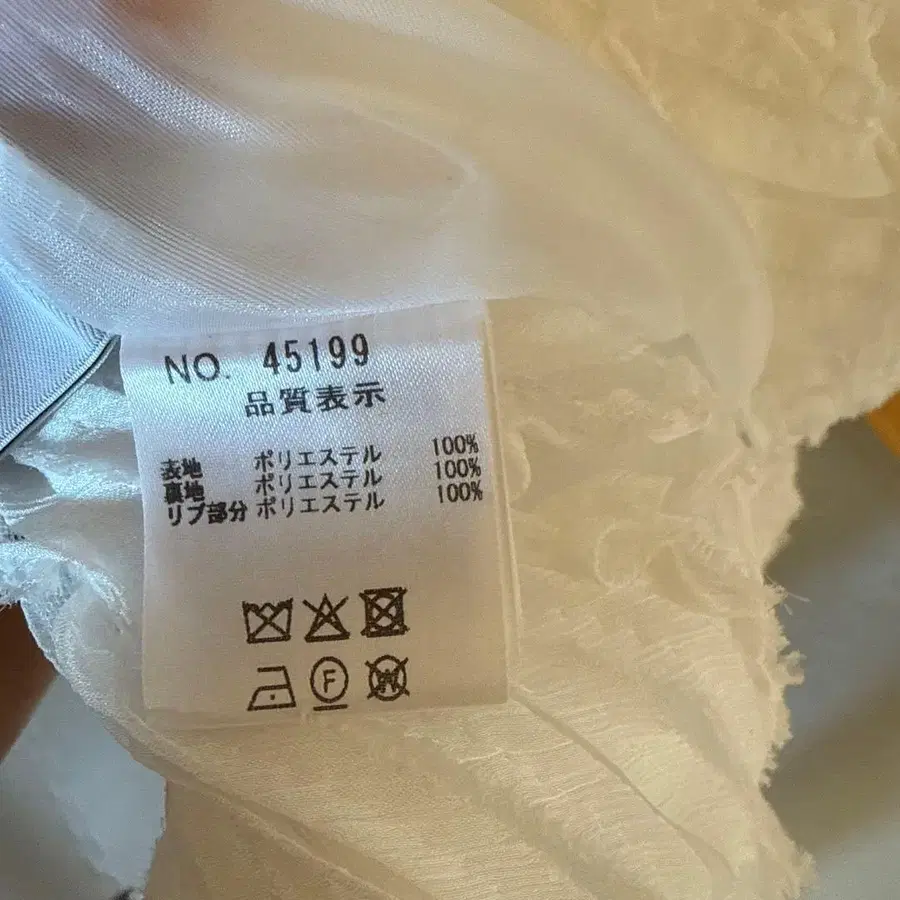 NO. 45199
品質表示
表地 ポリエステル 100%
裏地 ポリエステル 100%
リブ部分 ポリエステル 100%
F
W